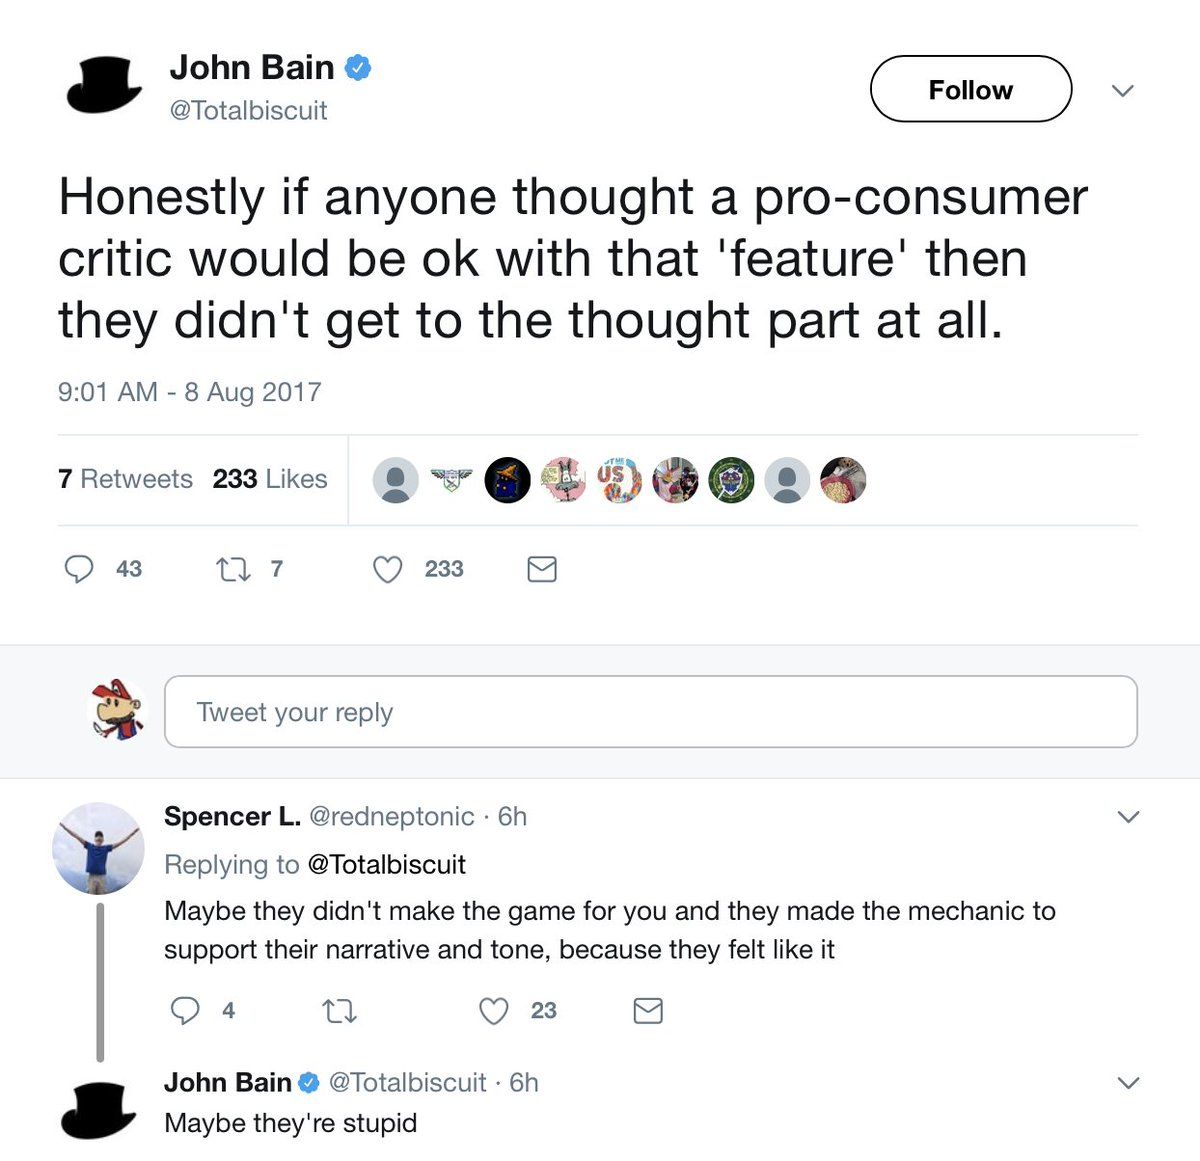 John Bain
@Totalbiscuit
Follow
Honestly if anyone thought a pro-consumer
critic would be ok with that 'feature' then
they didn't get to the thought part at all.
9:01 AM - 8 Aug 2017
7 Retweets 233 Likes
US
43 7 233
Tweet your reply
Spencer L. @redneptonic · 6h
Replying to @Totalbiscuit
Maybe they didn't make the game for you and they made the mechanic to
support their narrative and tone, because they felt like it
4 23
John Bain @Totalbiscuit · 6h
Maybe they're stupid